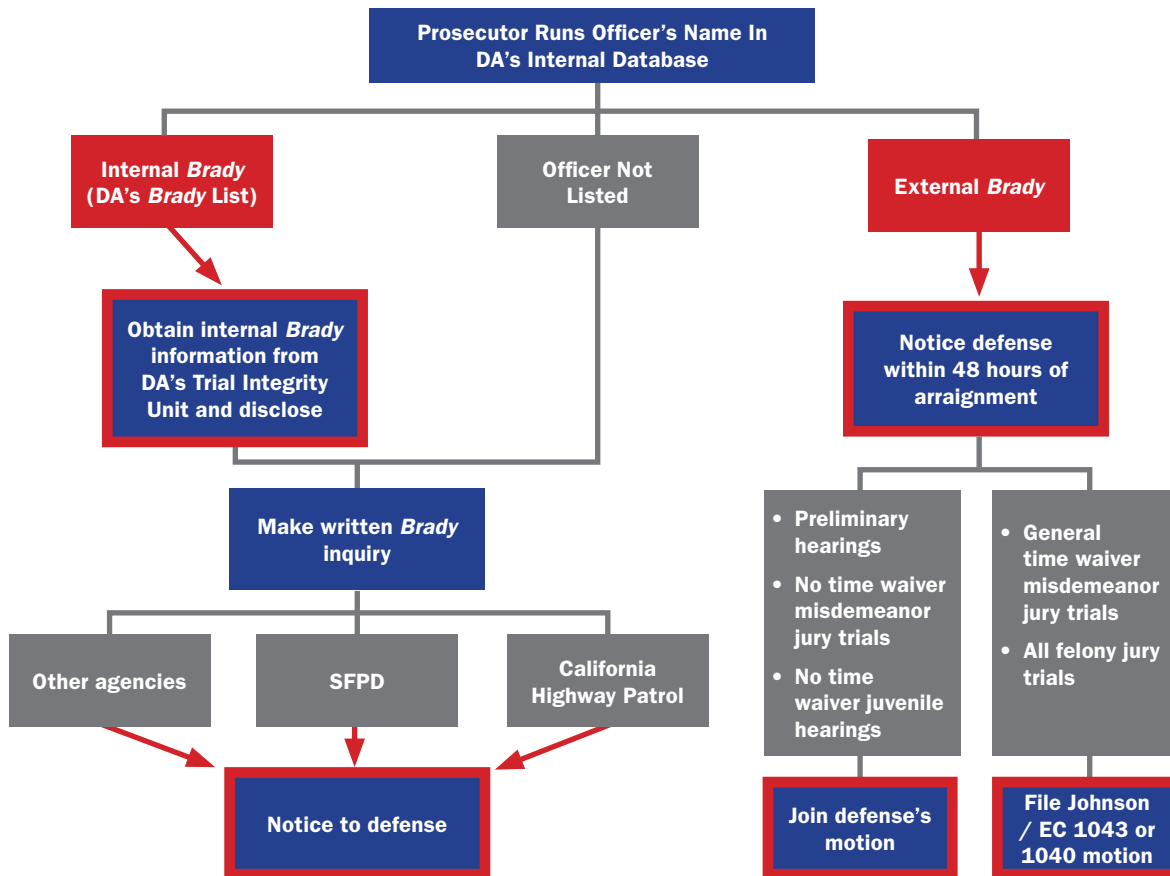 Prosecutor Runs Officer's Name In
DA's Internal Database
Internal Brady
(DA's Brady List)
Officer Not
Listed
External Brady
Obtain internal Brady
information from
DA's Trial Integrity
Unit and disclose
Notice defense
within 48 hours of
arraignment
Make written Brady
inquiry
• Preliminary
hearings
• No time waiver
misdemeanor
jury trials
• No time
waiver juvenile
hearings
• General
time waiver
misdemeanor
jury trials
• All felony jury
trials
Other agencies
SFPD
California
Highway Patrol
Notice to defense
Join defense's
motion
File Johnson
/ EC 1043 or
1040 motion